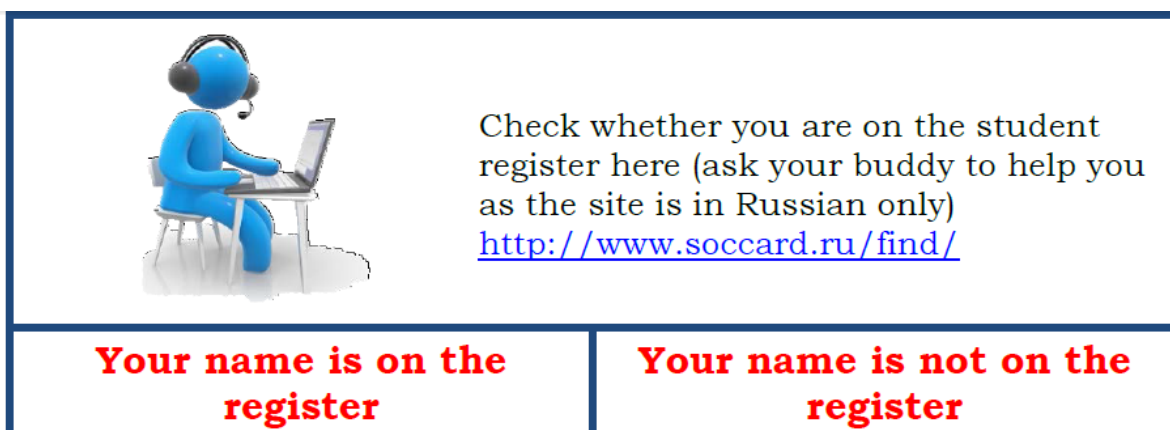 Check whether you are on the student
register here (ask your buddy to help you
as the site is in Russian only)
http://www.soccard.ru/find/
Your name is on the
register
Your name is not on the
register